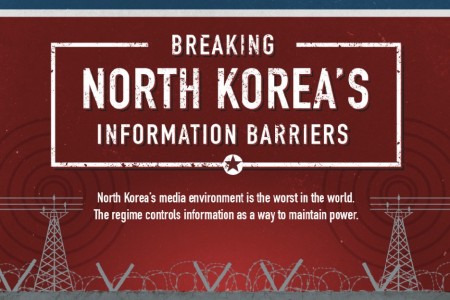 BREAKING
NORTH KOREA'S
INFORMATION BARRIERS
North Korea's media environment is the worst in the world.
The regime controls information as a way to maintain power.